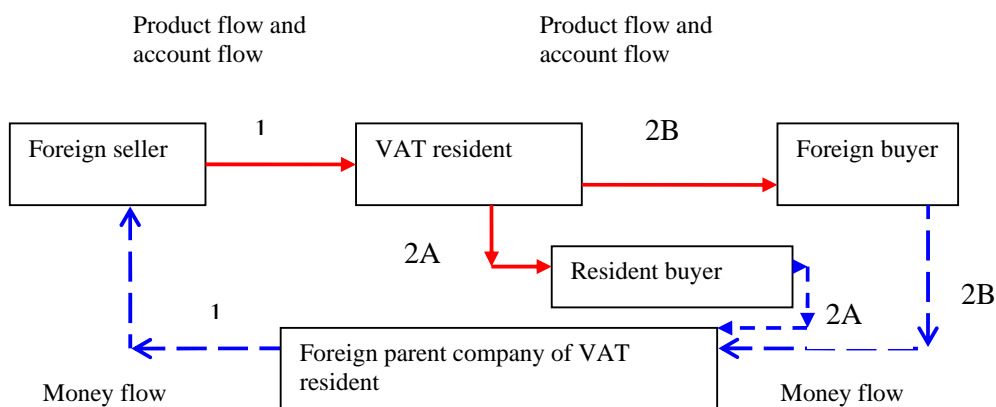 Product flow and
account flow
Product flow and
account flow
1
2B
Foreign seller
VAT resident
Foreign buyer
2A
Resident buyer
2B
1
2A
Foreign parent company of VAT
resident
Money flow
Money flow